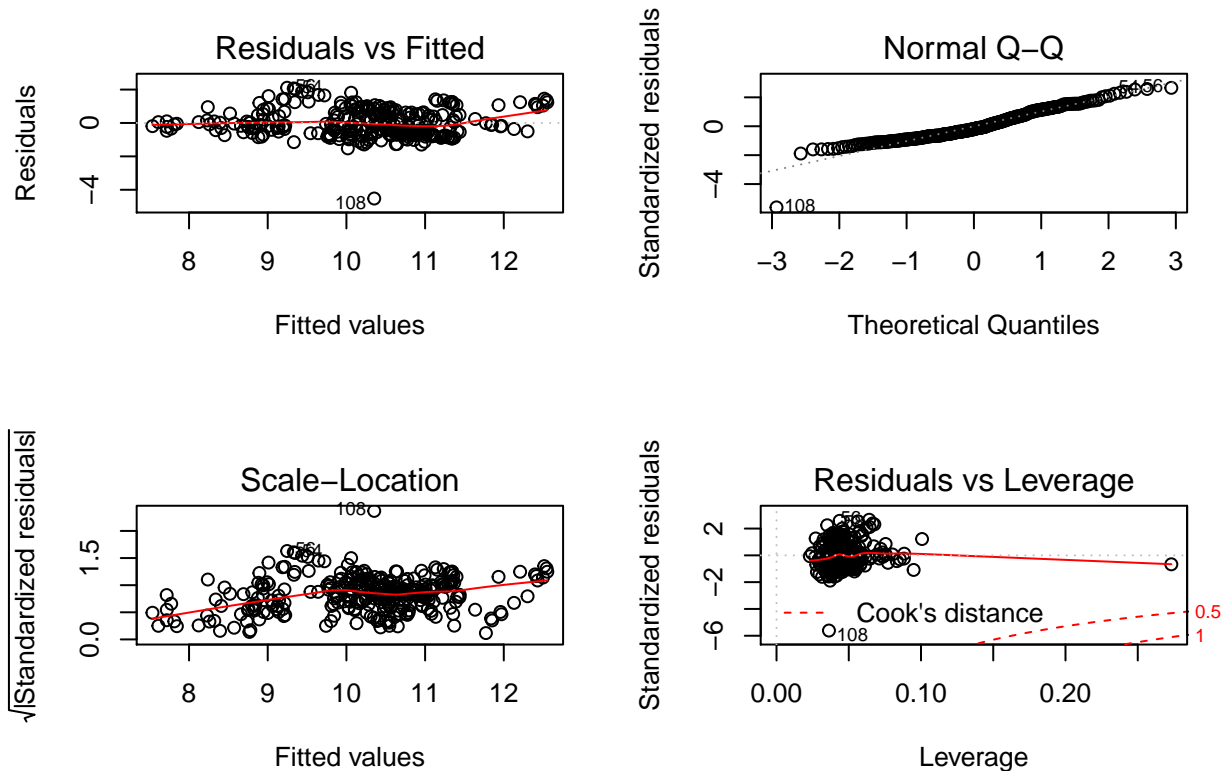 Residuals vs Fitted
Residuals
0
−4
108
8 9 10 11 12
Fitted values
Normal Q−Q
Standardized residuals
0
−4
108
56
−3 −2 −1 0 1 2 3
Theoretical Quantiles
Scale−Location
√|Standardized residuals|
1.5
0.0
108
8 9 10 11 12
Fitted values
Residuals vs Leverage
Standardized residuals
2
−2
−6
Cook's distance
108
0.5
1
0.00 0.10 0.20
Leverage